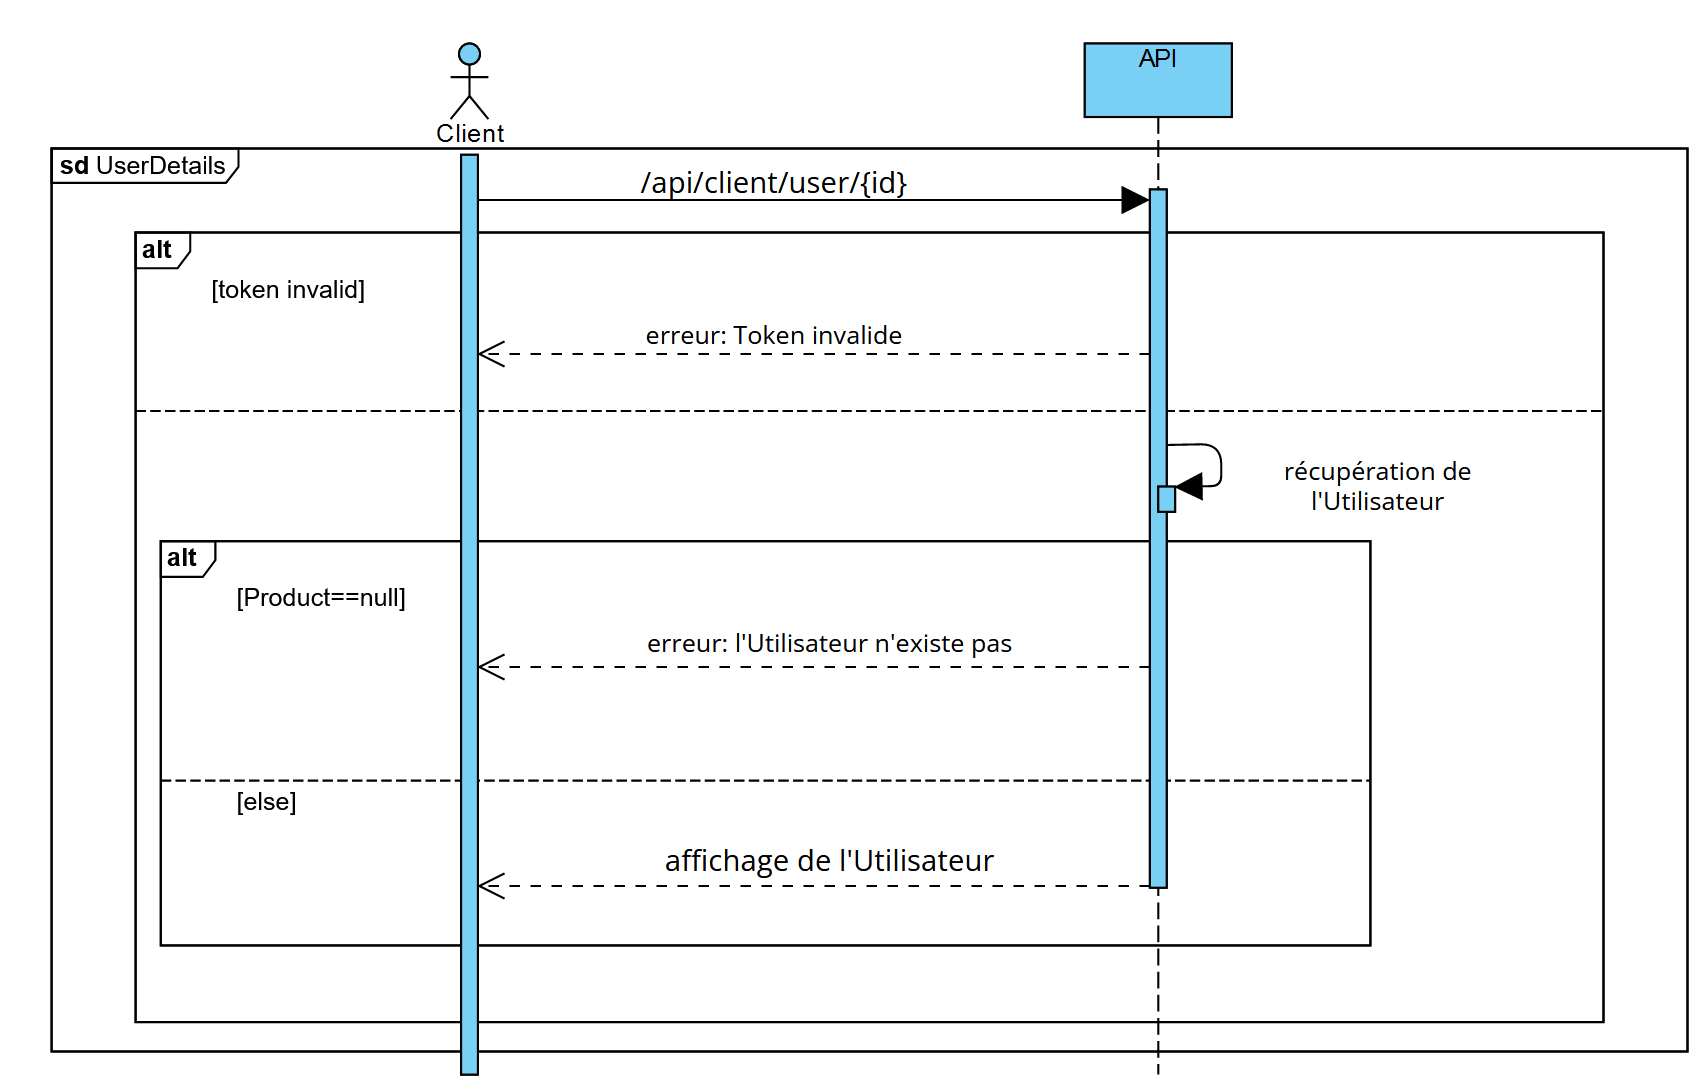 Client
API
sd UserDetails
/api/client/user/{id}
alt
[token invalid]
erreur: Token invalide
récupération de
l'Utilisateur
alt
[Product==null]
erreur: l'Utilisateur n'existe pas
[else]
affichage de l'Utilisateur